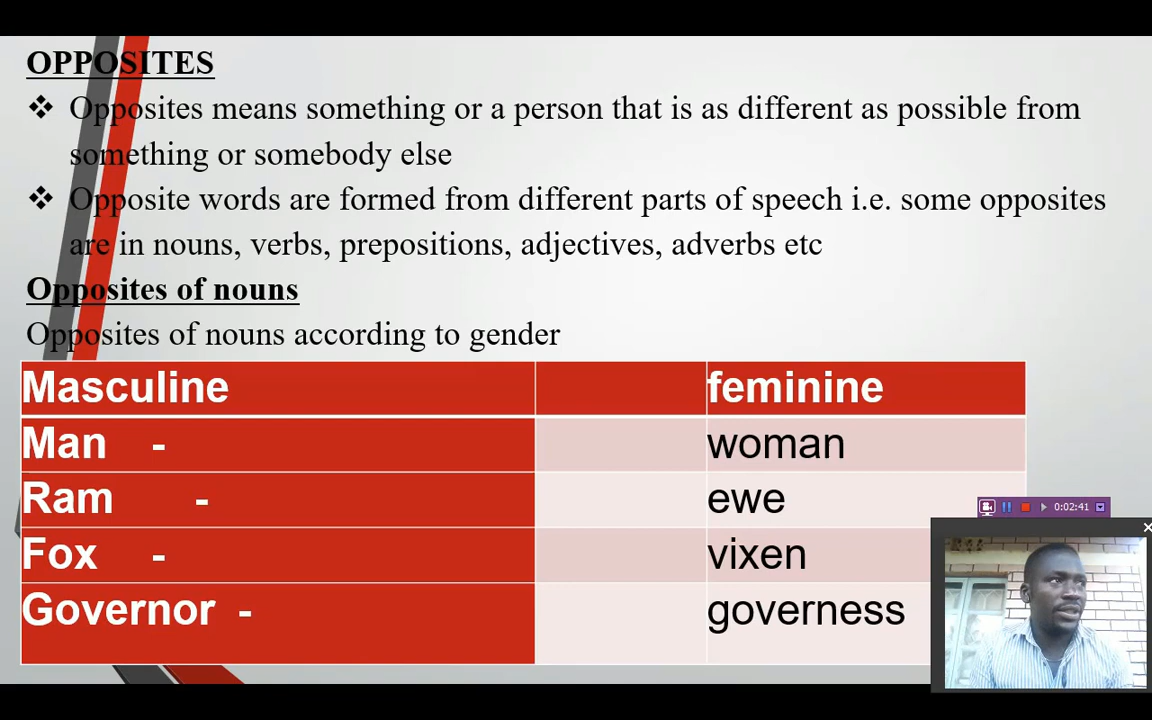 OPPOSITES
❖ Opposites means something or a person that is as different as possible from
something or somebody else
❖ Opposite words are formed from different parts of speech i.e. some opposites
are in nouns, verbs, prepositions, adjectives, adverbs etc
Opposites of nouns
Opposites of nouns according to gender
Masculine feminine
Man - woman
Ram - ewe
Fox - vixen
Governor - governess
0:02:41